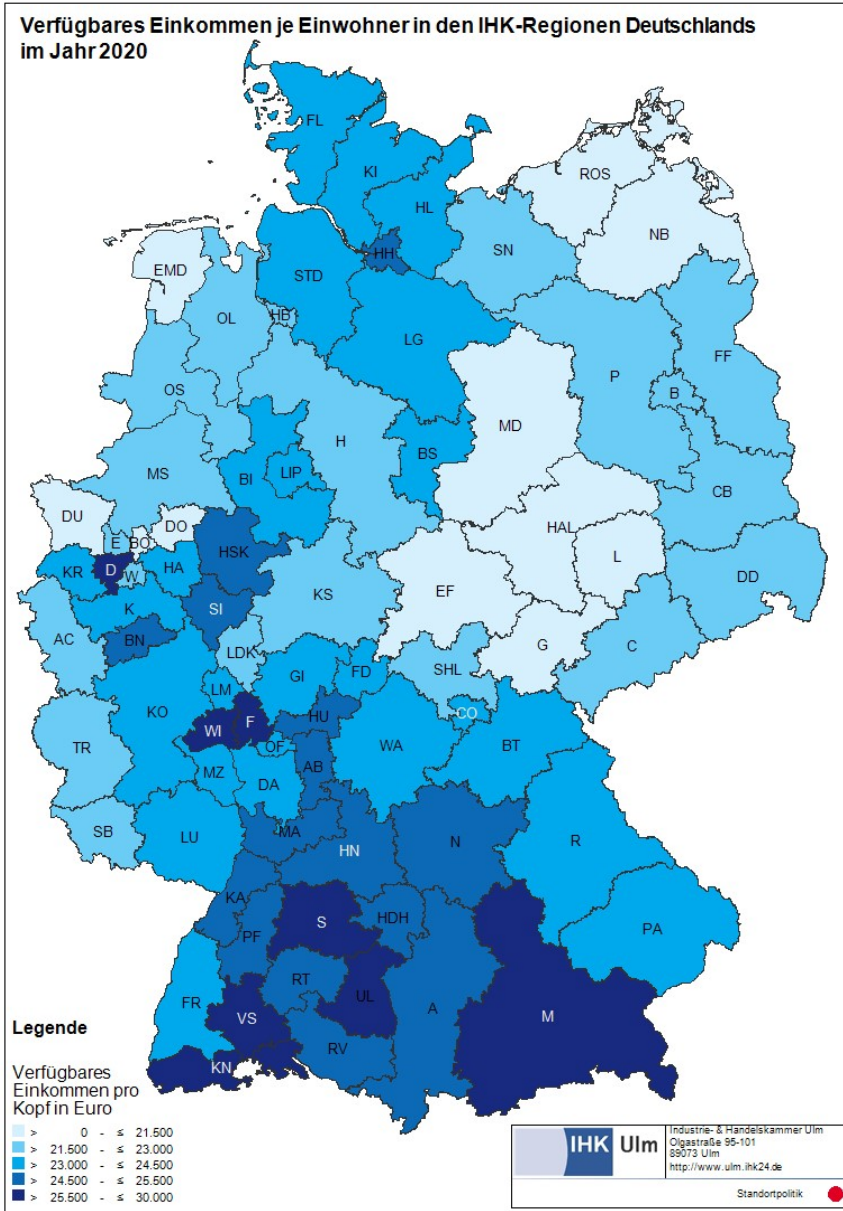 Verfügbares Einkommen je Einwohner in den IHK-Regionen Deutschlands
im Jahr 2020
FL
KI
HL
ROS
NB
SN
HH
EMD
STD
OL
HB
LG
FF
P
B
OS
MD
H
BS
MS
BI
LIP
CB
DU
DO
E
BO
HSK
HAL
L
KR
D
W
HA
DD
EF
KS
K
SI
AC
BN
G
C
LDK
SHL
GI
FD
LM
KO
CO
HU
WI
F
TR
OF
WA
BT
AB
MZ
DA
SB
LU
MA
N
R
HN
KA
S
HDH
PF
PA
RT
UL
FR
A
M
VS
RV
KN
Legende
Verfügbares
Einkommen pro
Kopf in Euro
> 0 - ≤ 21.500
> 21.500 - ≤ 23.000
> 23.000 - ≤ 24.500
> 24.500 - ≤ 25.500
> 25.500 - ≤ 30.000
IHK Ulm
Industrie- & Handelskammer Ulm
Olgastraße 95-101
89073 Ulm
http://www.ulm.ihk24.de
Standortpolitik